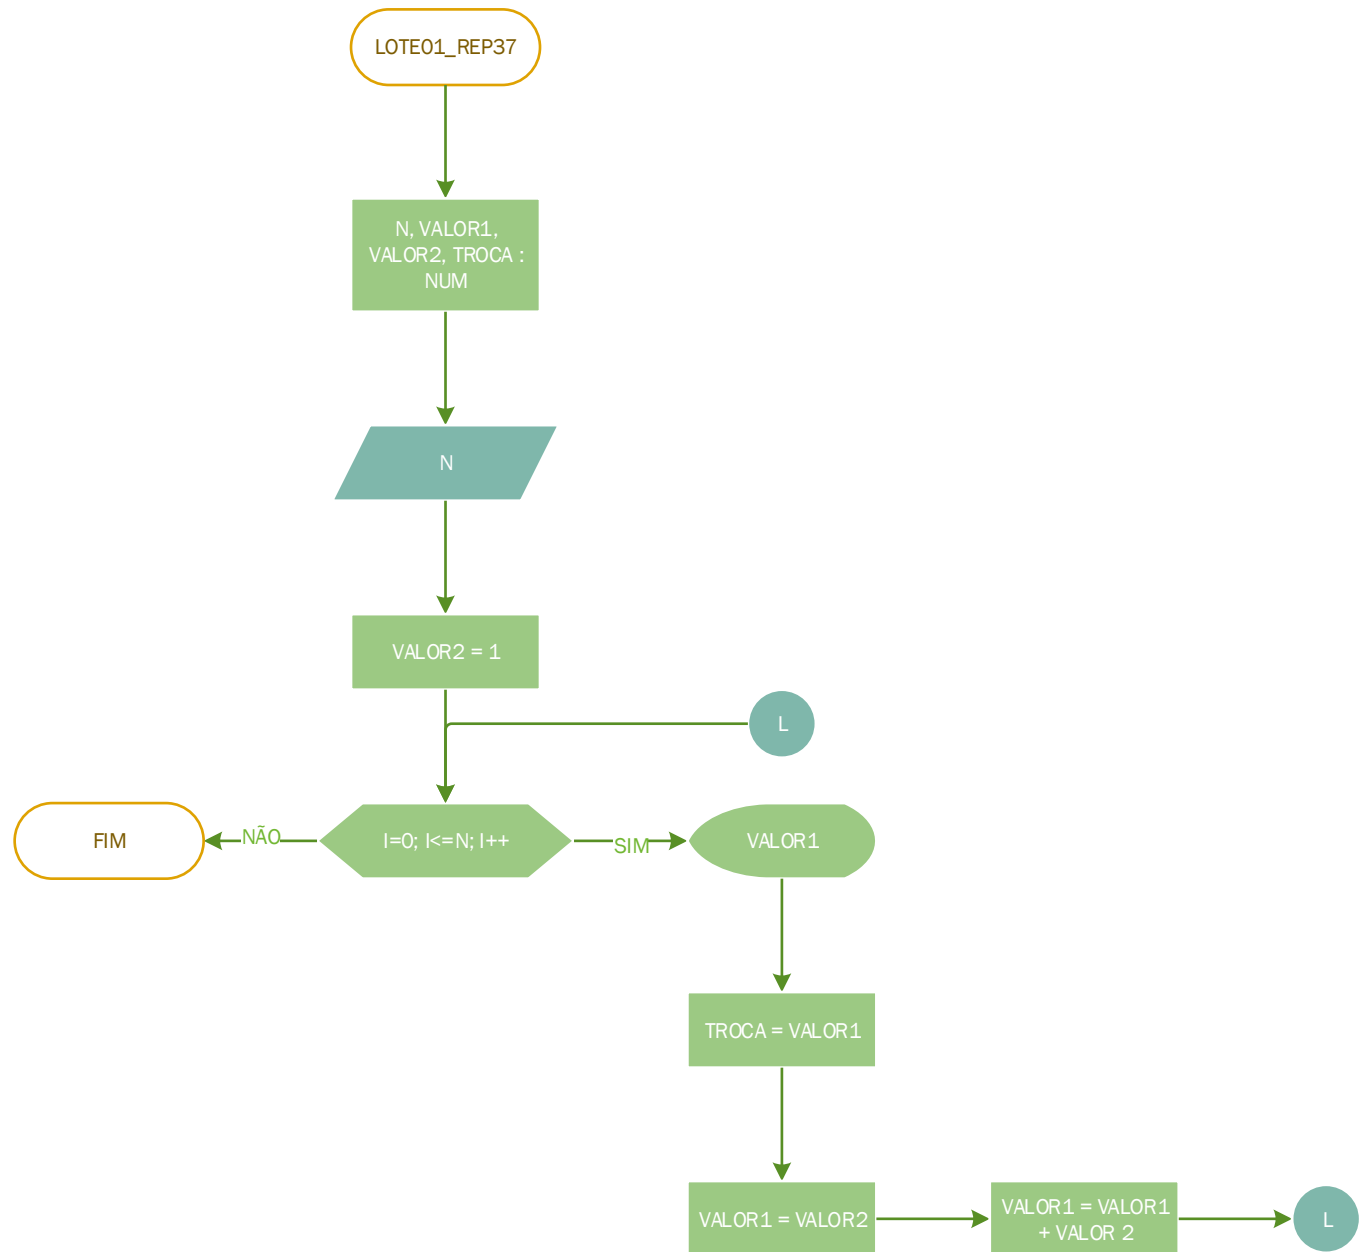 LOTE01_REP37
N, VALOR1,
VALOR2, TROCA :
NUM
N
VALOR2 = 1
L
FIM
NÃO
I=0; I<=N; I++
SIM
VALOR1
TROCA = VALOR1
VALOR1 = VALOR2
VALOR1 = VALOR1
+ VALOR 2
L